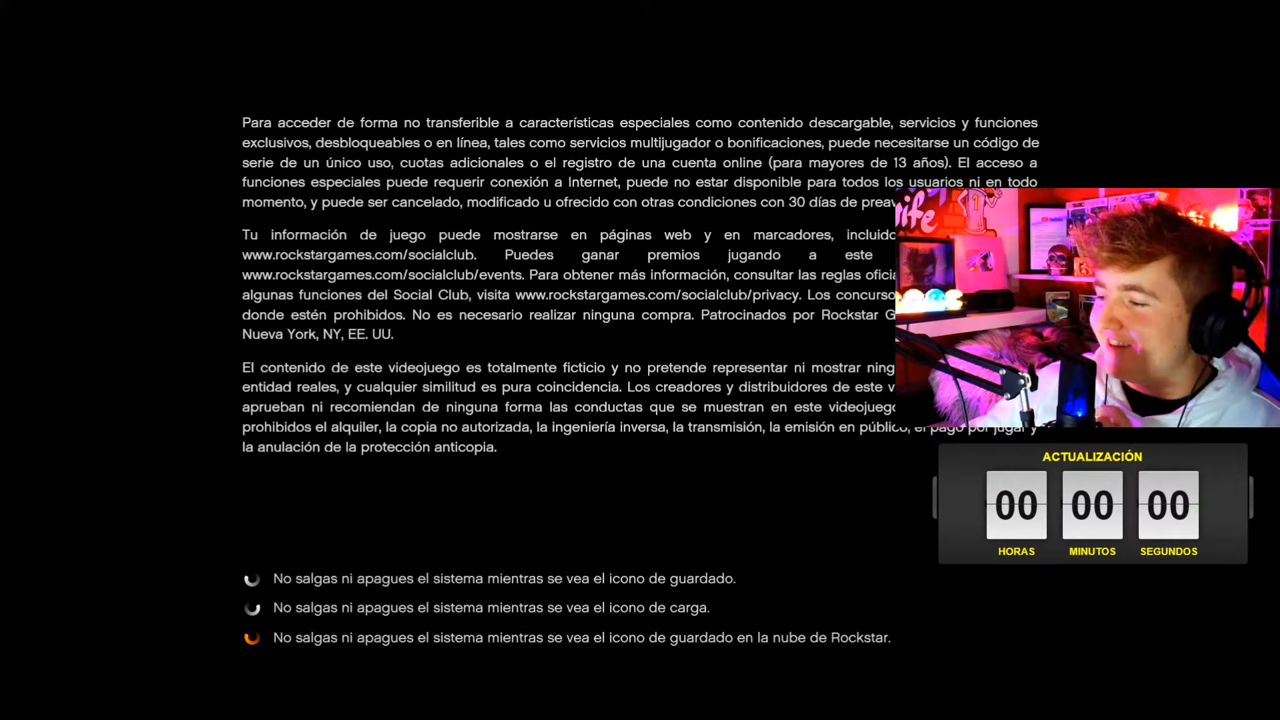 Para acceder de forma no transferible a características especiales como contenido descargable, servicios y funciones
exclusivos, desbloqueables o en línea, tales como servicios multijugador o bonificaciones, puede necesitarse un código de
serie de un único uso, cuotas adicionales o el registro de una cuenta online (para mayores de 13 años). El acceso a
funciones especiales puede requerir conexión a Internet, puede no estar disponible para todos los usuarios ni en todo
momento, y puede ser cancelado, modificado u ofrecido con otras condiciones con 30 días de
Tu información de juego puede mostrarse en páginas web y en marcadores,
www.rockstargames.com/socialclub. Puedes ganar premios jugando a este
www.rockstargames.com/socialclub/events. Para obtener más información, consultar las reglas
algunas funciones del Social Club, visita www.rockstargames.com/socialclub/privacy. Los
donde estén prohibidos. No es necesario realizar ninguna compra. Patrocinados por Rockstar
Nueva York, NY, EE. UU.
El contenido de este videojuego es totalmente ficticio y no pretende representar ni mostrar
entidad reales, y cualquier similitud es pura coincidencia. Los creadores y distribuidores de este
aprueban ni recomiendan de ninguna forma las conductas que se muestran en este
prohibidos el alquiler, la copia no autorizada, la ingeniería inversa, la transmisión, la emisión en público, el pago por jugar y
la anulación de la protección anticopia.
ife
ACTUALIZACIÓN
00 00 00
HORAS MINUTOS SEGUNDOS
No salgas ni apagues el sistema mientras se vea el icono de guardado.
No salgas ni apagues el sistema mientras se vea el icono de carga.
No salgas ni apagues el sistema mientras se vea el icono de guardado en la nube de Rockstar.